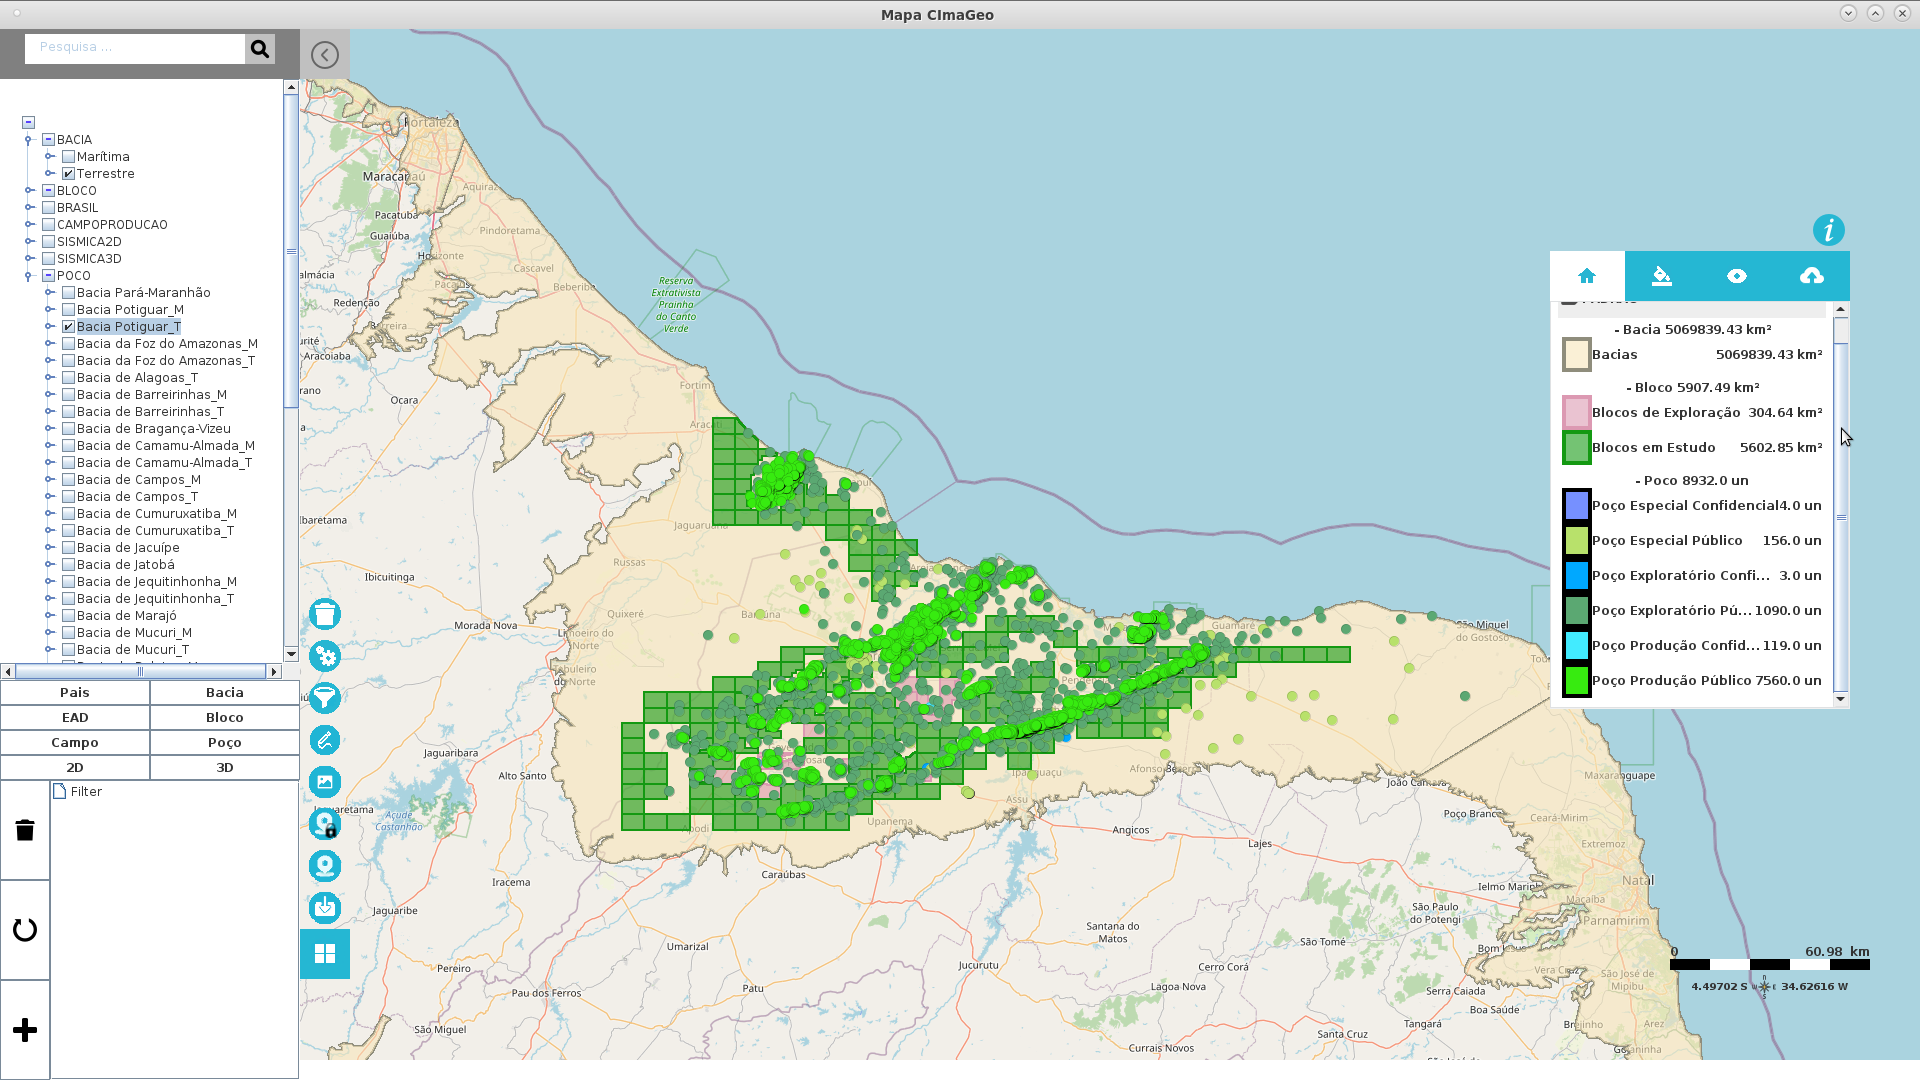 Mapa CImaGeo
Pesquisa ...
BACIA
Marítima
Terrestre
BLOCO
BRASIL
CAMPOPRODUCAO
SISMICA2D
SISMICA3D
POCO
Bacia Pará-Maranhão
Bacia Potiguar_M
Bacia Potiguar_T
Bacia da Foz do Amazonas_M
Bacia da Foz do Amazonas_T
Bacia de Alagoas_T
Bacia de Barreirinhas_M
Bacia de Barreirinhas_T
Bacia de Bragança-Vizeu
Bacia de Camamu-Almada_M
Bacia de Camamu-Almada_T
Bacia de Campos_M
Bacia de Campos_T
Bacia de Cumuruxatiba_M
Bacia de Cumuruxatiba_T
Bacia de Jacuípe
Bacia de Jatobá
Bacia de Jequitinhonha_M
Bacia de Jequitinhonha_T
Bacia de Marajó
Bacia de Mucuri_M
Bacia de Mucuri_T
Pais
Bacia
EAD
Bloco
Campo
Poço
2D
3D
Filter
Fortaleza
Maracanaú
Aquiraz
Pacatuba
Guaiúba
Pindoretama
Horizonte
Cascavel
almácia
Pacajus
Beberibe
Redenção
Barreira
Aracoiaba
Reserva
Extrativista
Prainha
do Canto
Verde
Ocara
Fortim
Aracati
Ibaretama
Jaguaruana
Ibicuitinga
Russas
Quixeré
Baraúna
Morada Nova
Limoeiro do
Norte
Tabuleiro
do Norte
Guamaré
São Miguel
do Gostoso
Jaguaribara
Alto Santo
Açude
Castanhão
Ipanguaçu
Assu
Upanema
Apodi
Angicos
Lajes
João Câmara
Maxaranguape
Poço Branco
Ceará-Mirim
Extremoz
Natal
Ielmo Marinho
Macaíba
Parnamirim
São Paulo
do Potengi
Caraúbas
Iracema
Jaguaribe
Umarizal
Santana do
Matos
São Tomé
Bom Jesus
Vera Cruz
São José de
Mipibu
Pereiro
Jucurutu
Cerro Corá
Lagoa Nova
Serra Caiada
Boa Saúde
Pau dos Ferros
Patu
São Miguel
Tangará
Brejinho
Arez
Santa Cruz
Currais Novos
Goianinha
i
- Bacia 5069839.43 km²
Bacias 5069839.43 km²
- Bloco 5907.49 km²
Blocos de Exploração 304.64 km²
Blocos em Estudo 5602.85 km²
- Poco 8932.0 un
Poço Especial Confidencial4.0 un
Poço Especial Público 156.0 un
Poço Exploratório Confi... 3.0 un
Poço Exploratório Pú... 1090.0 un
Poço Produção Confid... 119.0 un
Poço Produção Público 7560.0 un
0 60.98 km
4.49702 S 34.62616 W